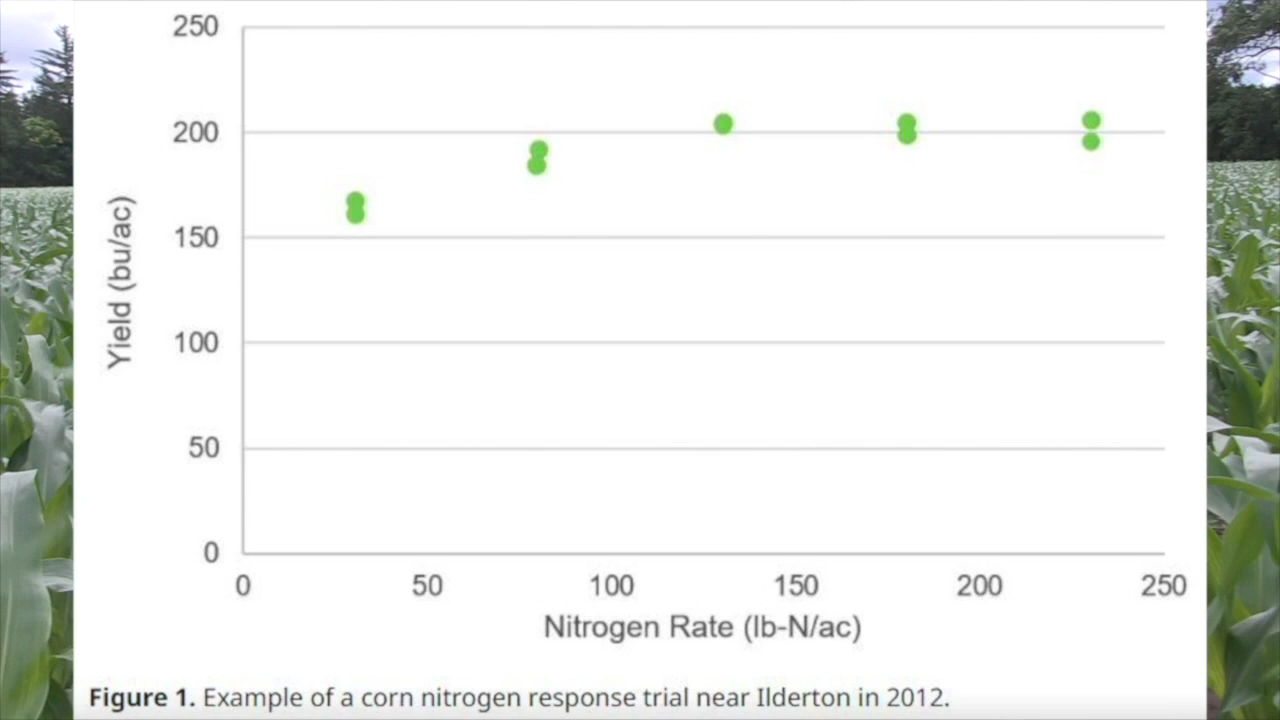 250
200
150
100
50
0
Yield (bu/ac)
0 50 100 150 200 250
Nitrogen Rate (lb-N/ac)
Figure 1. Example of a corn nitrogen response trial near Ilderton in 2012.